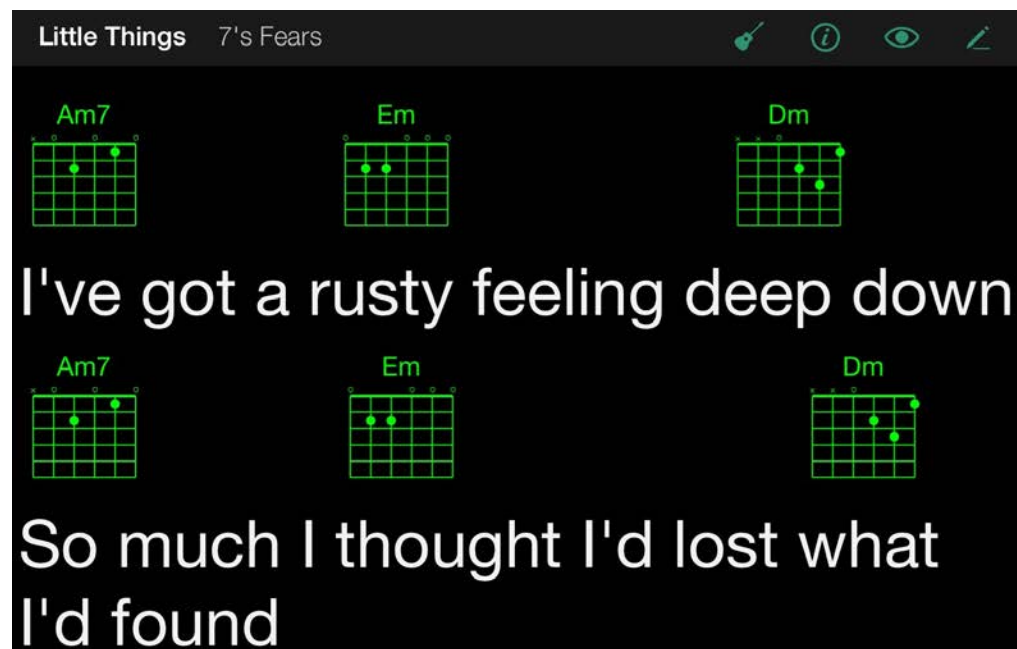 Little Things 7's Fears
Am7 Em Dm
I've got a rusty feeling deep down
Am7 Em Dm
So much I thought I'd lost what
I'd found